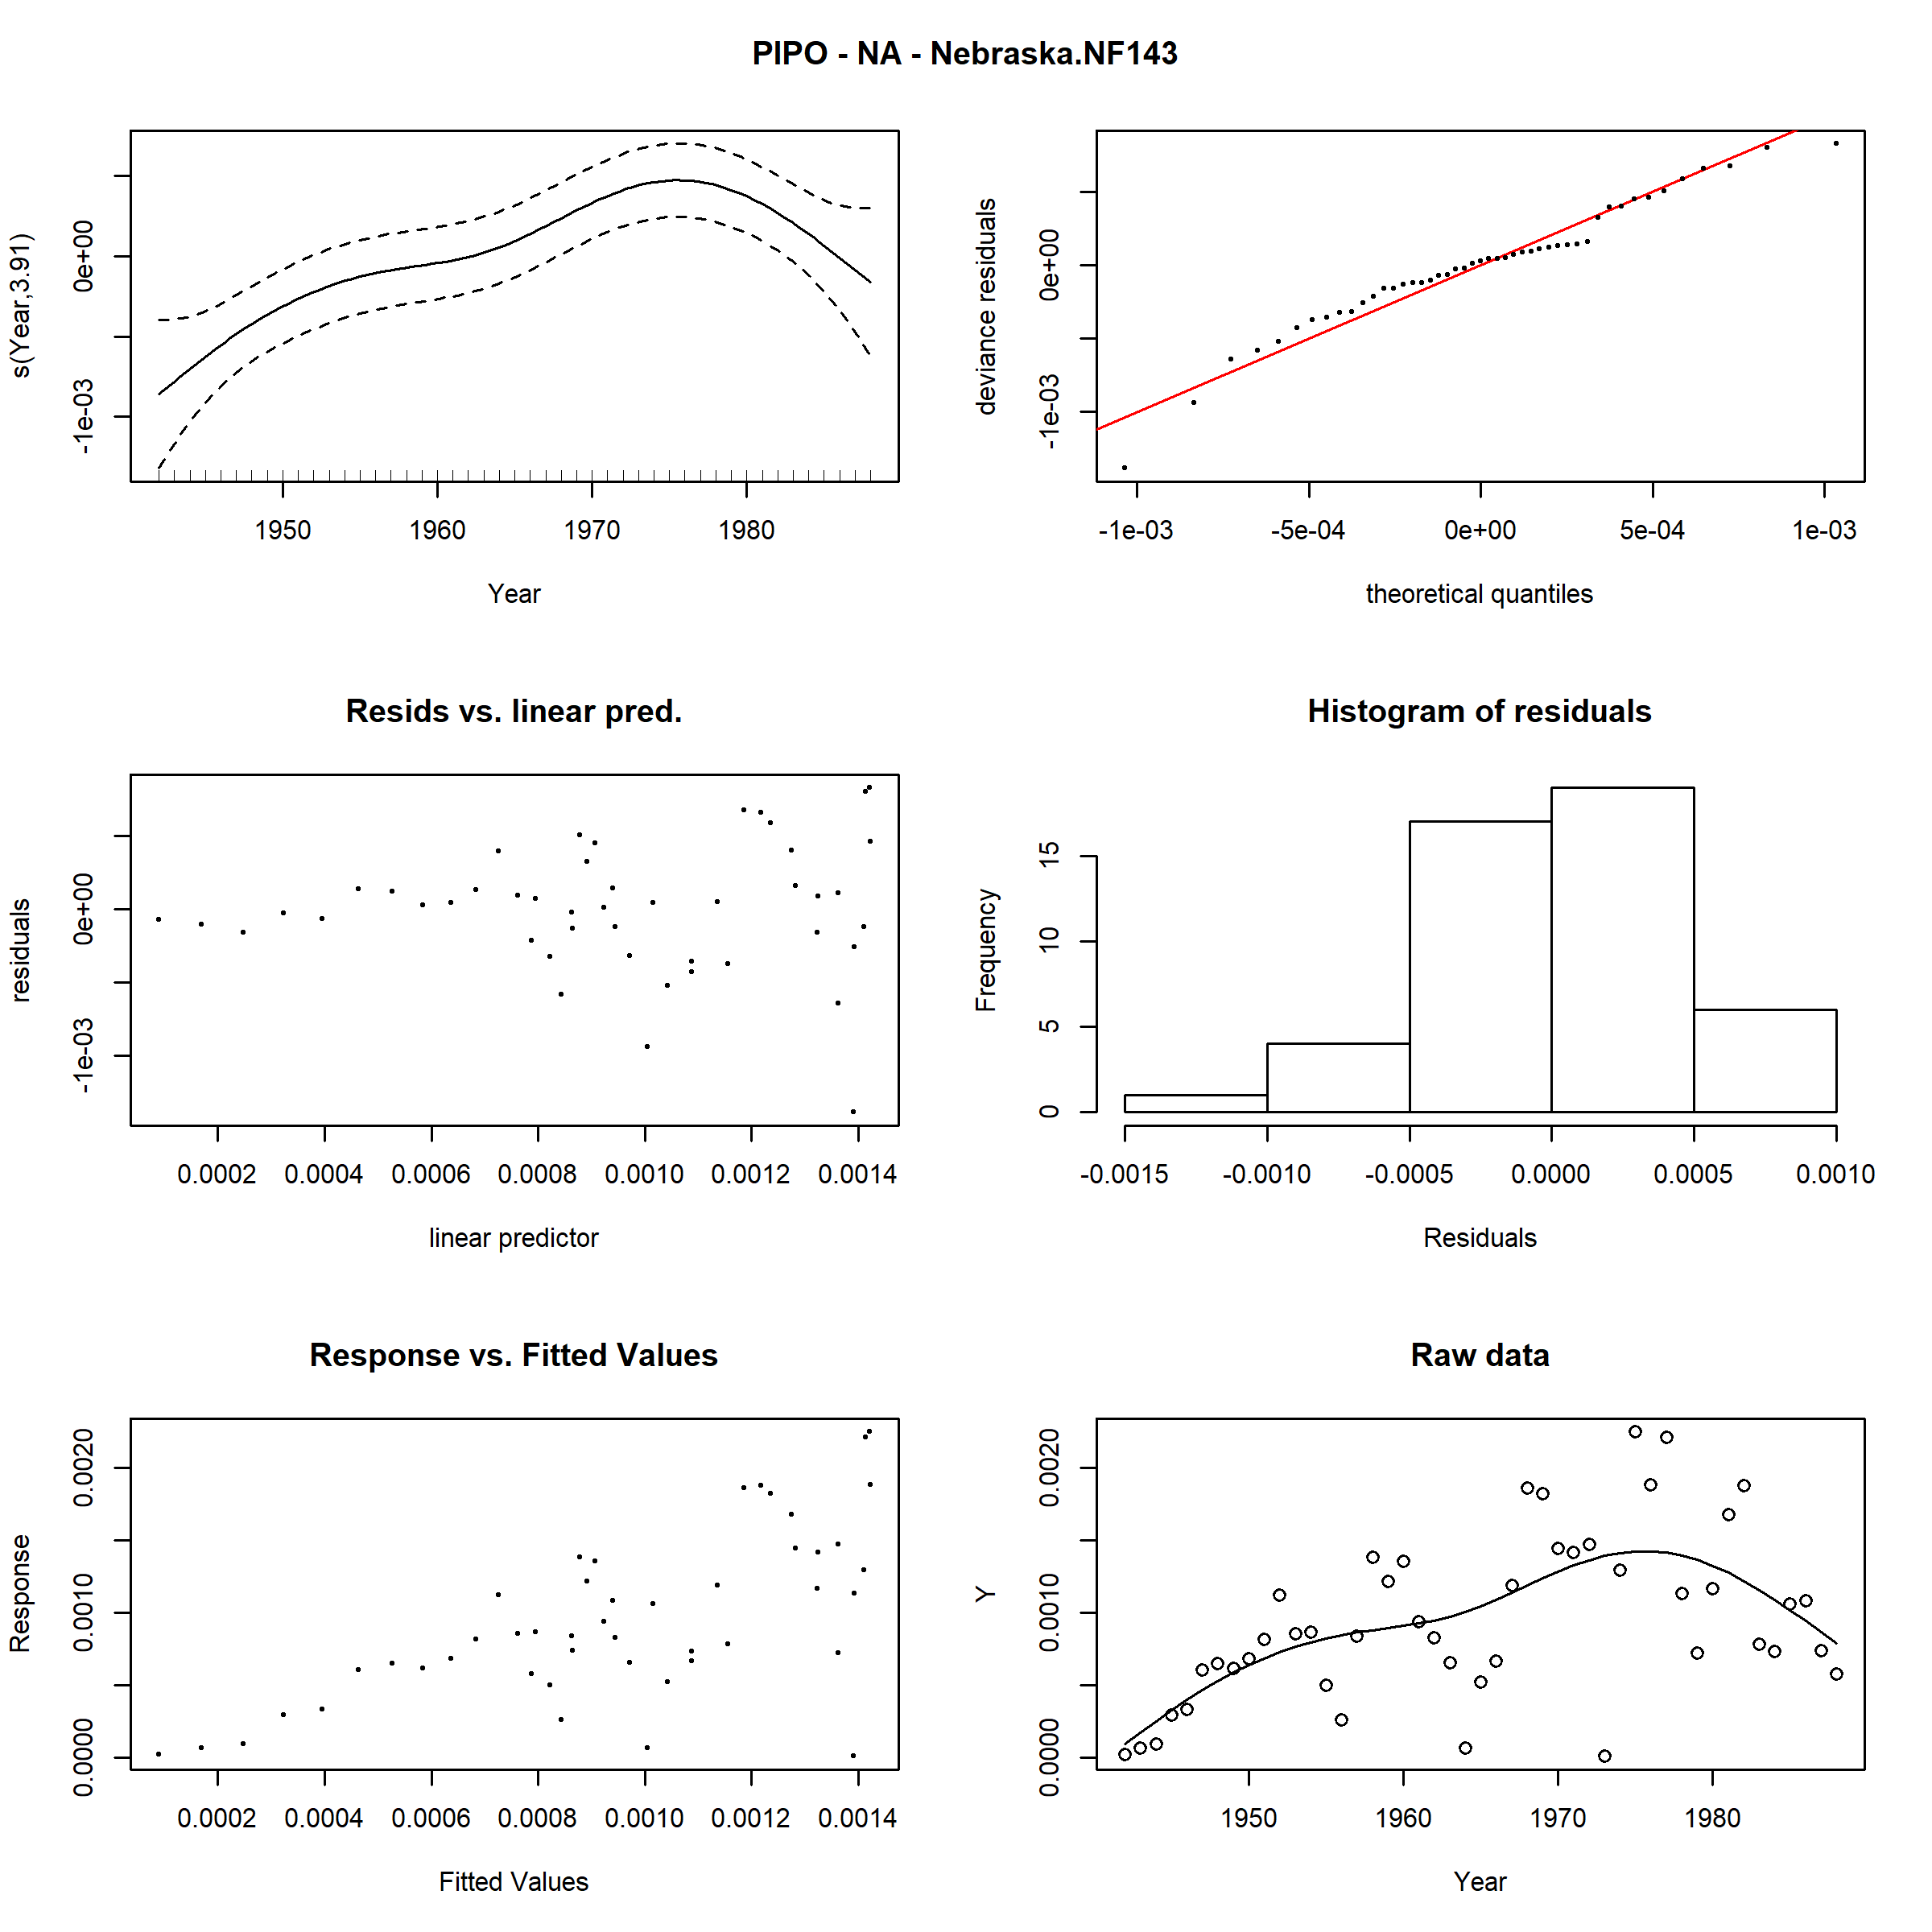 PIPO - NA - Nebraska.NF143
s(Year,3.91)
-1e-03
0e+00
1950 1960 1970 1980
Year
deviance residuals
-1e-03
0e+00
-1e-03 -5e-04 0e+00 5e-04 1e-03
theoretical quantiles
Resids vs. linear pred.
residuals
-1e-03
0e+00
0.0002 0.0004 0.0006 0.0008 0.0010 0.0012 0.0014
linear predictor
Histogram of residuals
Frequency
0
5
10
15
-0.0015 -0.0010 -0.0005 0.0000 0.0005 0.0010
Residuals
Response vs. Fitted Values
Response
0.0000
0.0010
0.0020
0.0002 0.0004 0.0006 0.0008 0.0010 0.0012 0.0014
Fitted Values
Raw data
Y
0.0000
0.0010
0.0020
1950 1960 1970 1980
Year